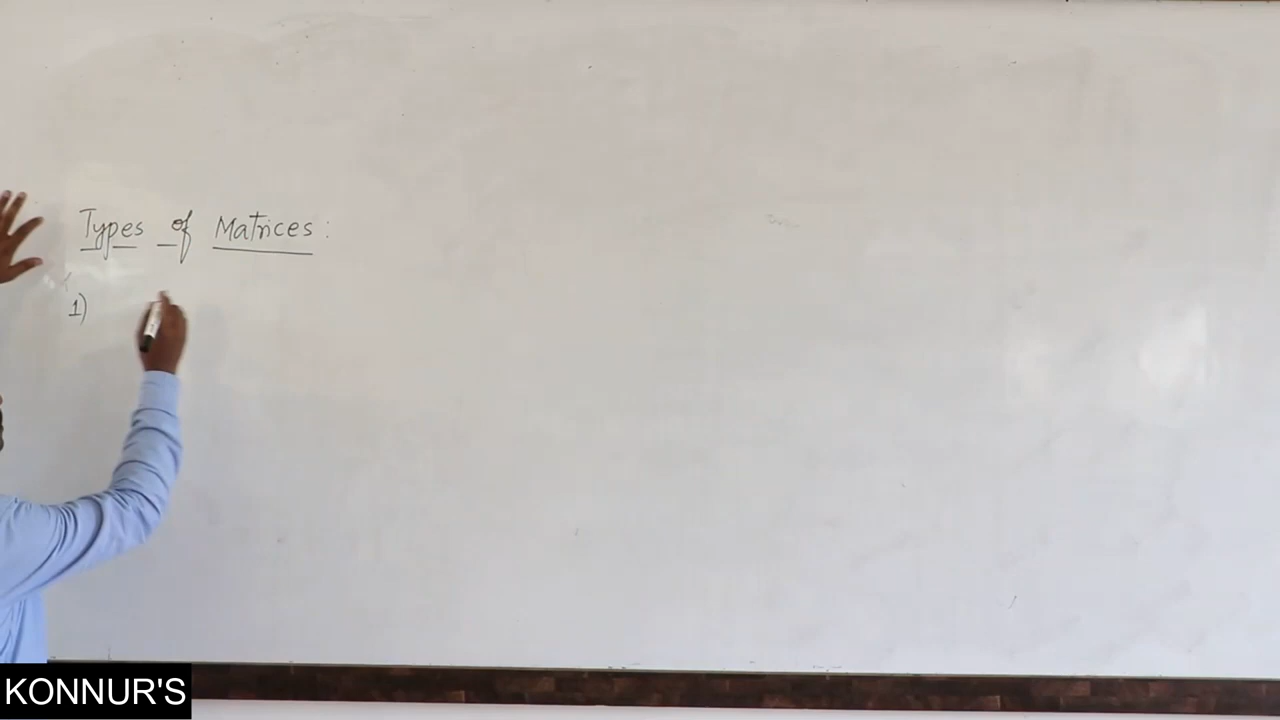 Types of Matrices :
1)
KONNUR'S